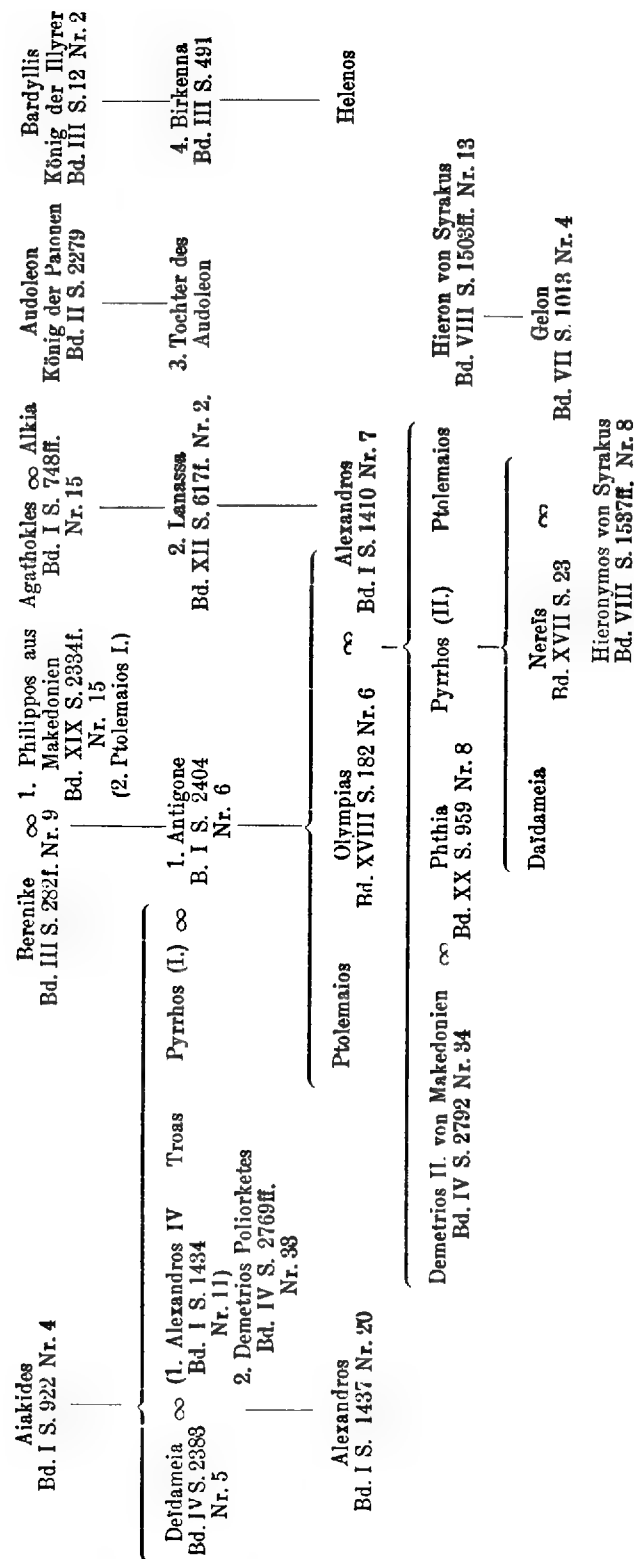 Aiakides
Bd. I S. 922 Nr. 4
Berenike ∞ 1. Philippos aus
Bd. III S. 282f. Nr. 9
Makedonien
Bd. XIX S. 2334f.
Nr. 15
(2. Ptolemaios I.)
Agathokles ∞ Alkia
Bd. I S. 748ff.
Nr. 15
Audoleon
König der Paionen
Bd. II S. 2279
Bardyllis
König der Illyrer
Bd. III S. 12 Nr. 2
Deïdameia ∞ (1. Alexandros IV
Bd. IV S. 2383
Nr. 5
Bd. I S. 1434
Nr. 11)
2. Demetrios Poliorketes
Bd. IV S. 2769ff.
Nr. 33
Troas
Pyrrhos (I.) ∞
1. Antigone
B. I S. 2404
Nr. 6
2. Lanassa
Bd. XII S. 617f. Nr. 2.
3. Tochter des
Audoleon
4. Birkenna
Bd. III S. 491
Alexandros
Bd. I S. 1437 Nr. 20
Ptolemaios
Olympias ∞
Bd. XVIII S. 182 Nr. 6
Alexandros
Bd. I S. 1410 Nr. 7
Helenos
Demetrios II. von Makedonien ∞
Bd. IV S. 2792 Nr. 34
Phthia
Bd. XX S. 959 Nr. 8
Pyrrhos (II.)
Ptolemaios
Hieron von Syrakus
Bd. VIII S. 1503ff. Nr. 13
Daïdameia
Nereïs ∞
Bd. XVII S. 23
Gelon
Bd. VII S. 1013 Nr. 4
Hieronymos von Syrakus
Bd. VIII S. 1537ff. Nr. 8